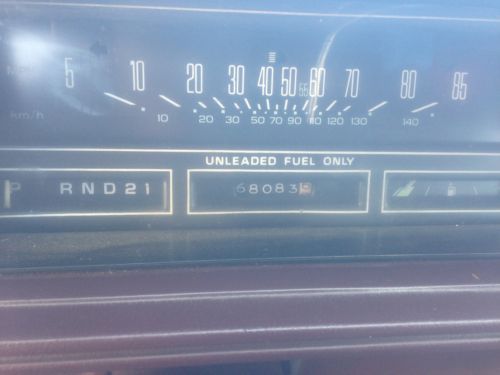 MPH 5 10 20 30 40 50 55 60 70 80 85
km/h 10 20 30 50 70 90 110 120 130 140
UNLEADED FUEL ONLY
P R N D 2 1 68083